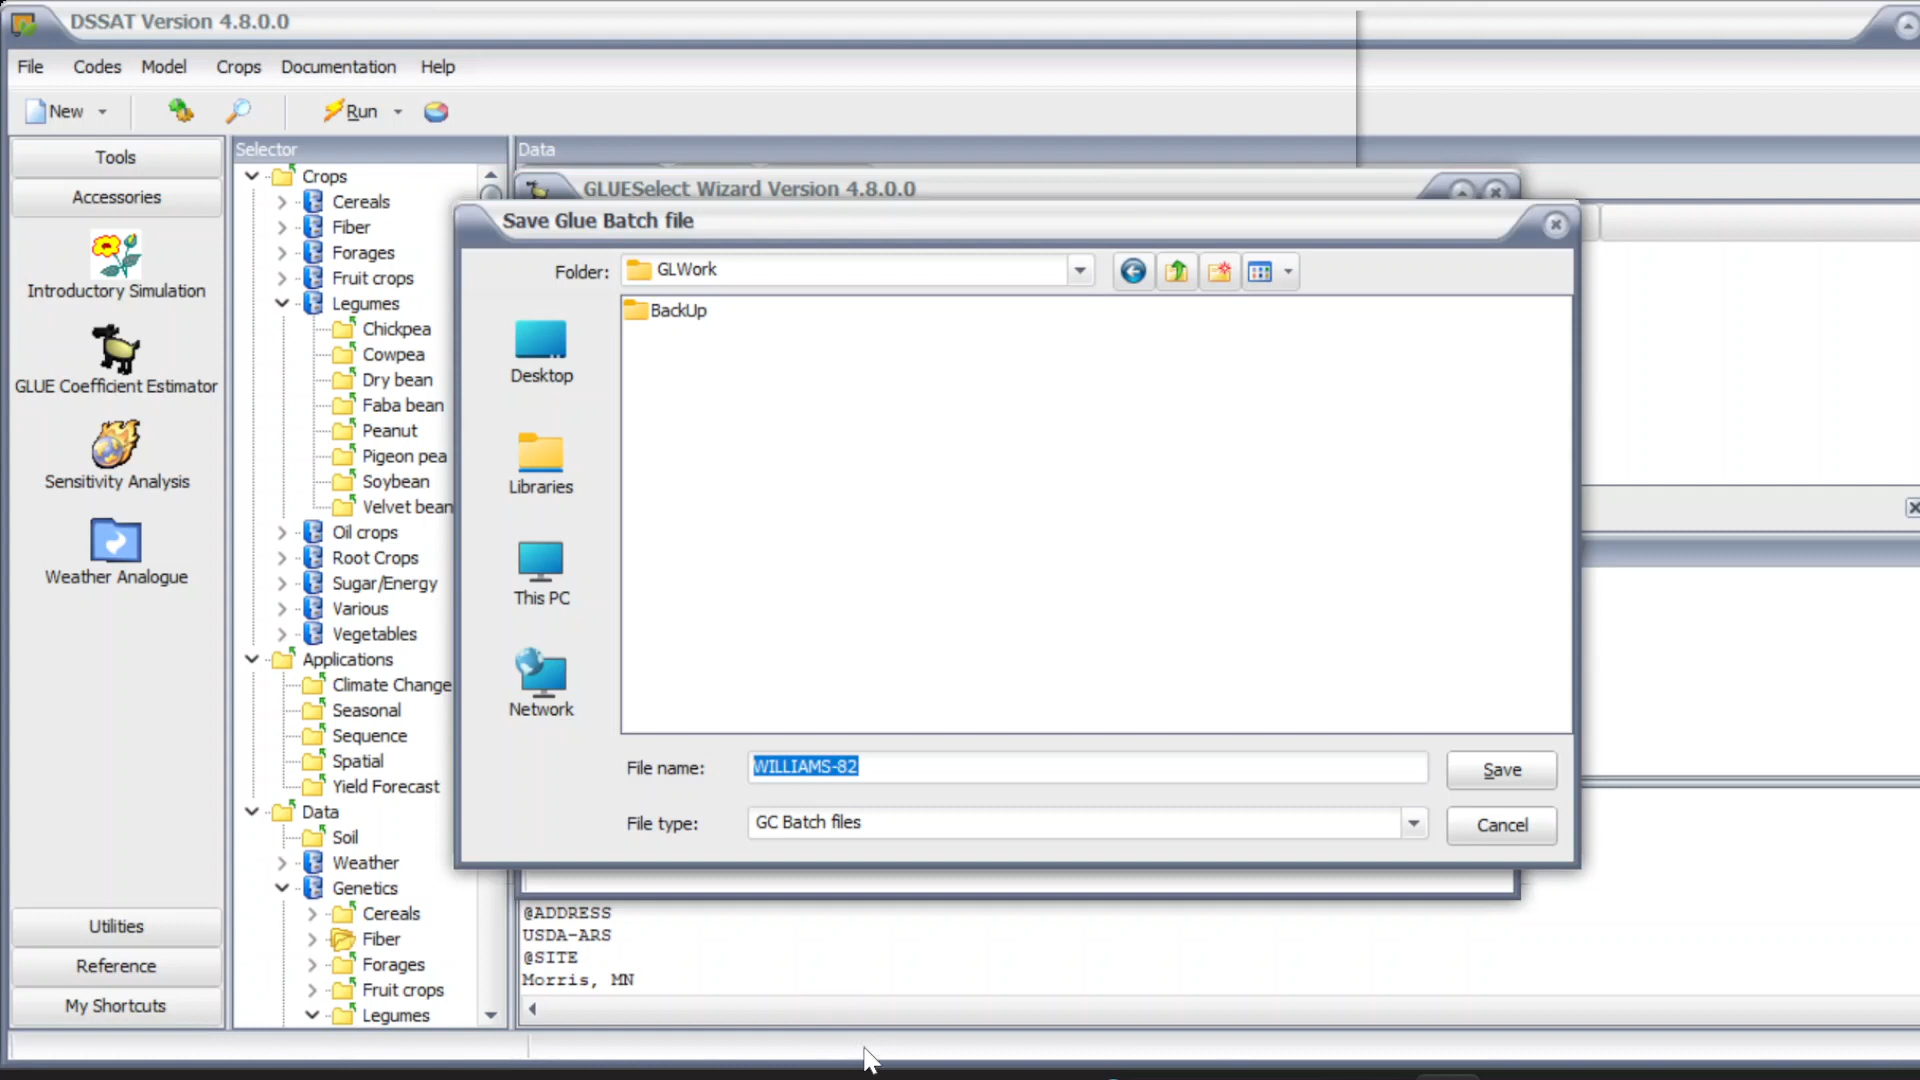 DSSAT Version 4.8.0.0
File Codes Model Crops Documentation Help
New Run
Tools
Accessories
Introductory Simulation
GLUE Coefficient Estimator
Sensitivity Analysis
Weather Analogue
Utilities
Reference
My Shortcuts
Selector
Crops
Cereals
Fiber
Forages
Fruit crops
Legumes
Chickpea
Cowpea
Dry bean
Faba bean
Peanut
Pigeon pea
Soybean
Velvet bean
Oil crops
Root Crops
Sugar/Energy
Various
Vegetables
Applications
Climate Change
Seasonal
Sequence
Spatial
Yield Forecast
Data
Soil
Weather
Genetics
Cereals
Fiber
Forages
Fruit crops
Legumes
Data
GLUESelect Wizard Version 4.8.0.0
Save Glue Batch file
Folder: GLWork
Desktop
Libraries
This PC
Network
BackUp
File name: WILLIAMS-82 Save
File type: GC Batch files Cancel
@ADDRESS
USDA-ARS
@SITE
Morris, MN